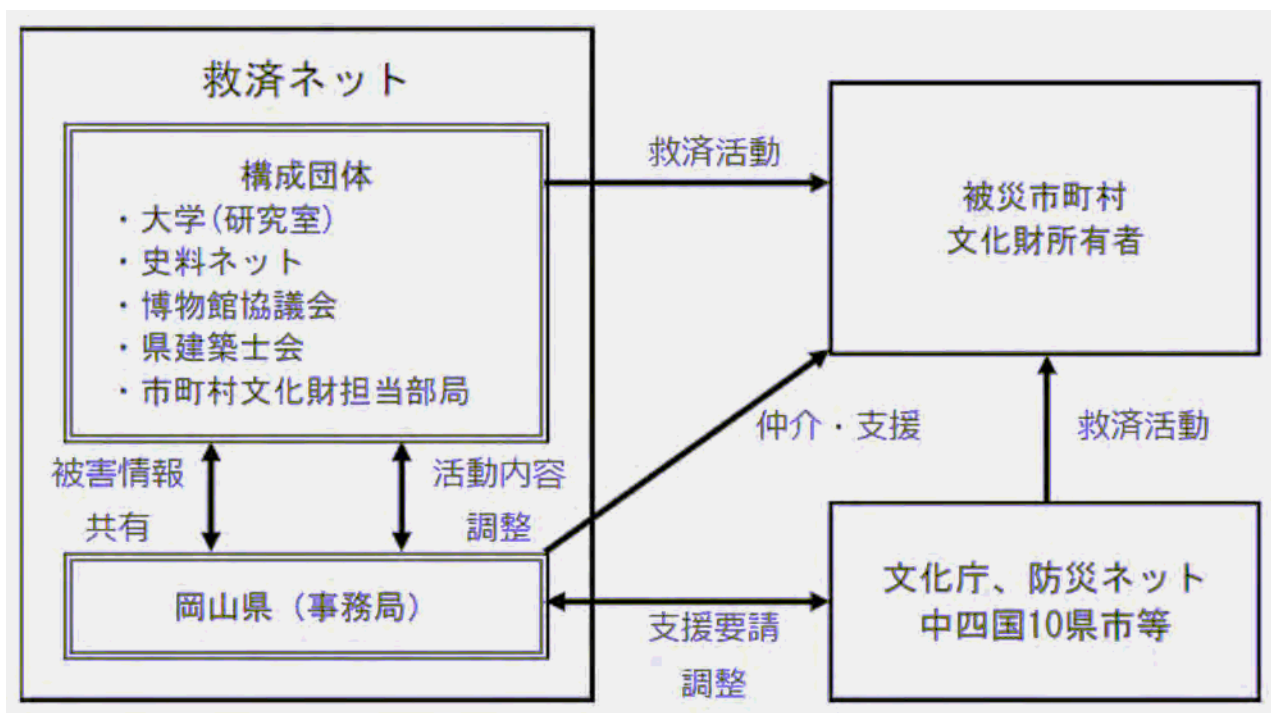 救済ネット
構成団体
・大学(研究室)
・史料ネット
・博物館協議会
・県建築士会
・市町村文化財担当部局
被害情報
共有
活動内容
調整
岡山県（事務局）
救済活動
被災市町村
文化財所有者
仲介・支援
救済活動
支援要請
調整
文化庁、防災ネット
中四国10県市等